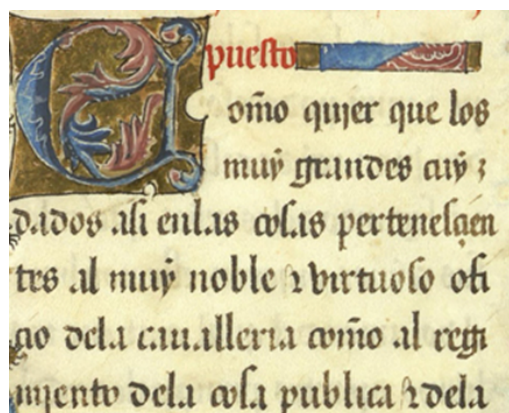 puesto
Como quier que los
muy grandes cuy
dados asi en las cosas pertenesçien
tes al muy noble ⁊ virtuoso ofi
çio dela caualleria commo al regi
miento dela cosa publica ⁊ dela